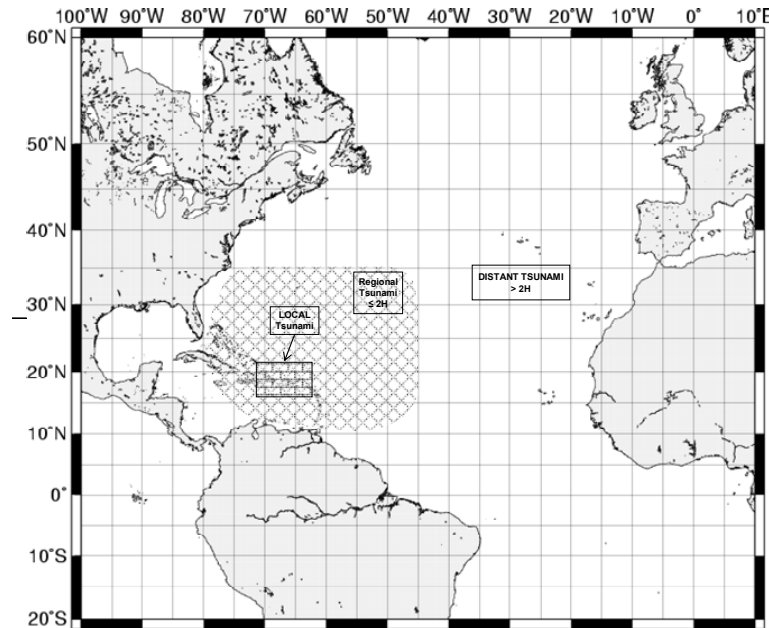 100°W 90°W 80°W 70°W 60°W 50°W 40°W 30°W 20°W 10°W 0° 10°E
60°N
50°N
40°N
Regional
Tsunami
≤ 2H
DISTANT TSUNAMI
> 2H
30°N
LOCAL
Tsunami
20°N
10°N
0°
10°S
20°S